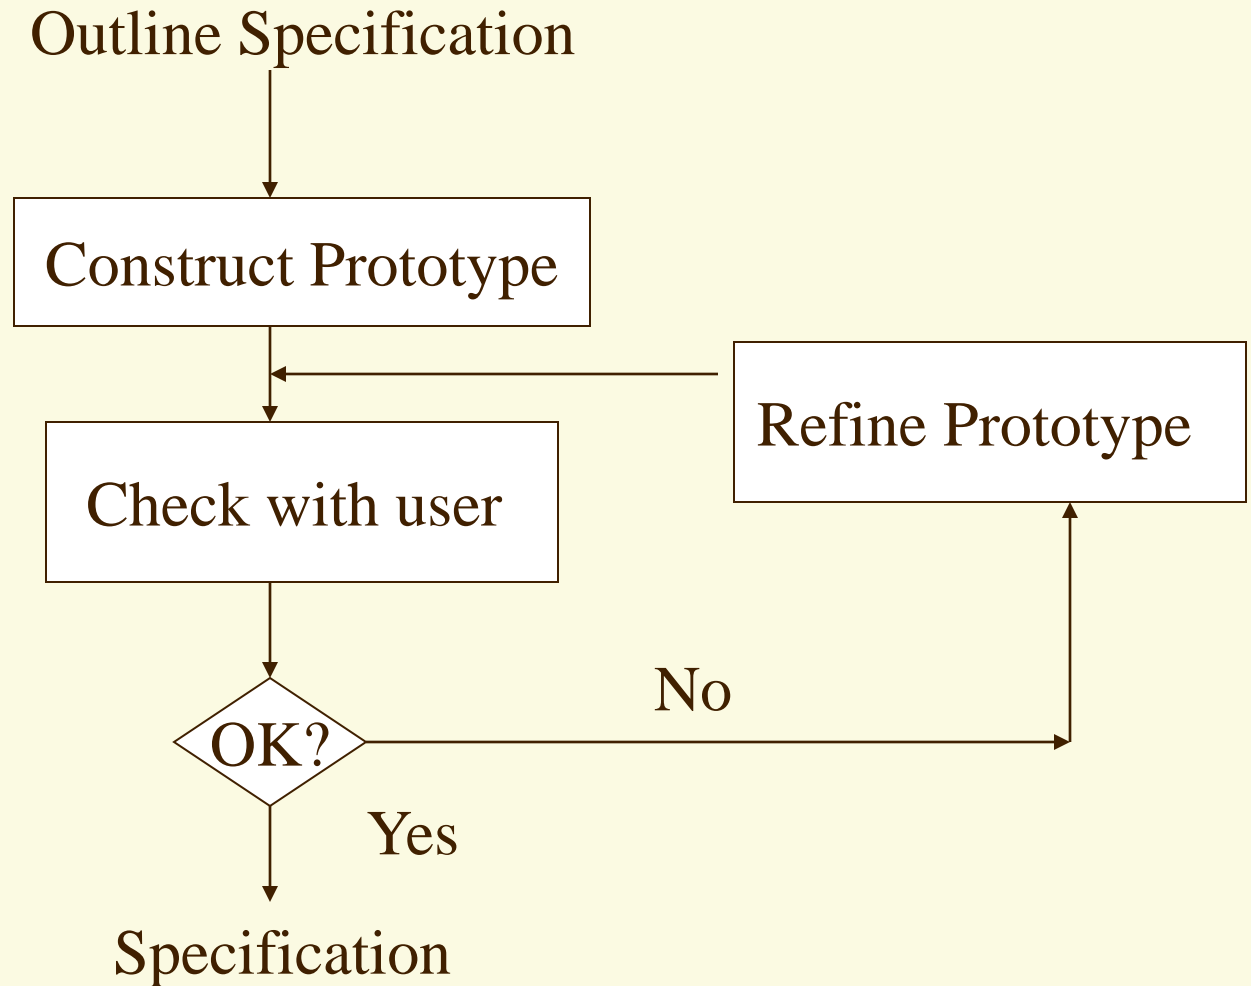 Outline Specification
Construct Prototype
Refine Prototype
Check with user
No
OK?
Yes
Specification